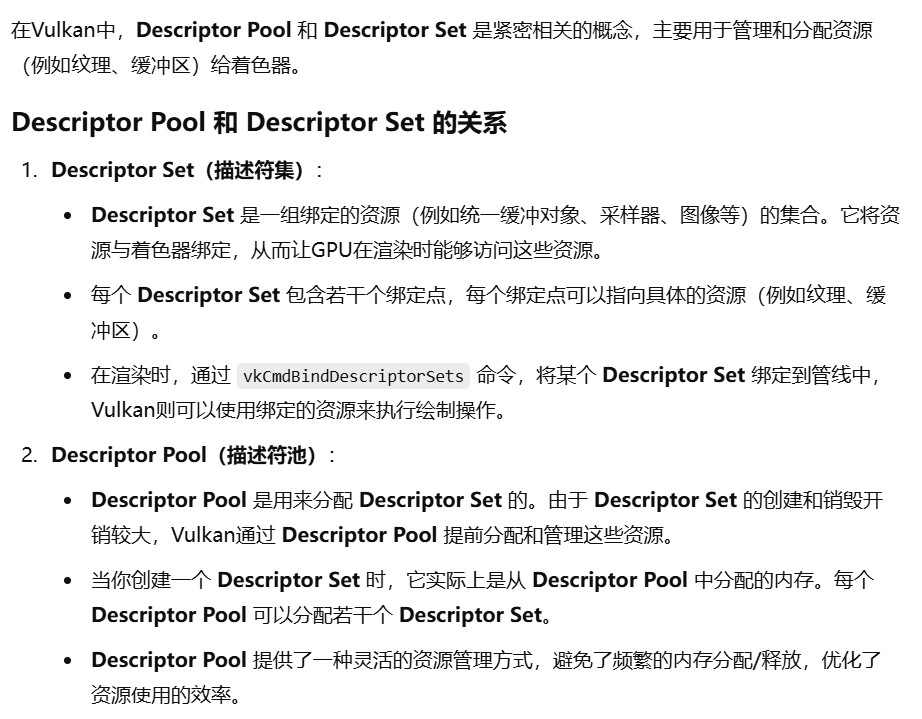 在Vulkan中，Descriptor Pool 和 Descriptor Set 是紧密相关的概念，主要用于管理和分配资源
（例如纹理、缓冲区）给着色器。
Descriptor Pool 和 Descriptor Set 的关系
1. Descriptor Set（描述符集）：
• Descriptor Set 是一组绑定的资源（例如统一缓冲对象、采样器、图像等）的集合。它将资
源与着色器绑定，从而让GPU在渲染时能够访问这些资源。
• 每个 Descriptor Set 包含若干个绑定点，每个绑定点可以指向具体的资源（例如纹理、缓
冲区）。
• 在渲染时，通过 vkCmdBindDescriptorSets 命令，将某个 Descriptor Set 绑定到管线中，
Vulkan则可以使用绑定的资源来执行绘制操作。
2. Descriptor Pool（描述符池）：
• Descriptor Pool 是用来分配 Descriptor Set 的。由于 Descriptor Set 的创建和销毁开
销较大，Vulkan通过 Descriptor Pool 提前分配和管理这些资源。
• 当你创建一个 Descriptor Set 时，它实际上是从 Descriptor Pool 中分配的内存。每个
Descriptor Pool 可以分配若干个 Descriptor Set。
• Descriptor Pool 提供了一种灵活的资源管理方式，避免了频繁的内存分配/释放，优化了
资源使用的效率。